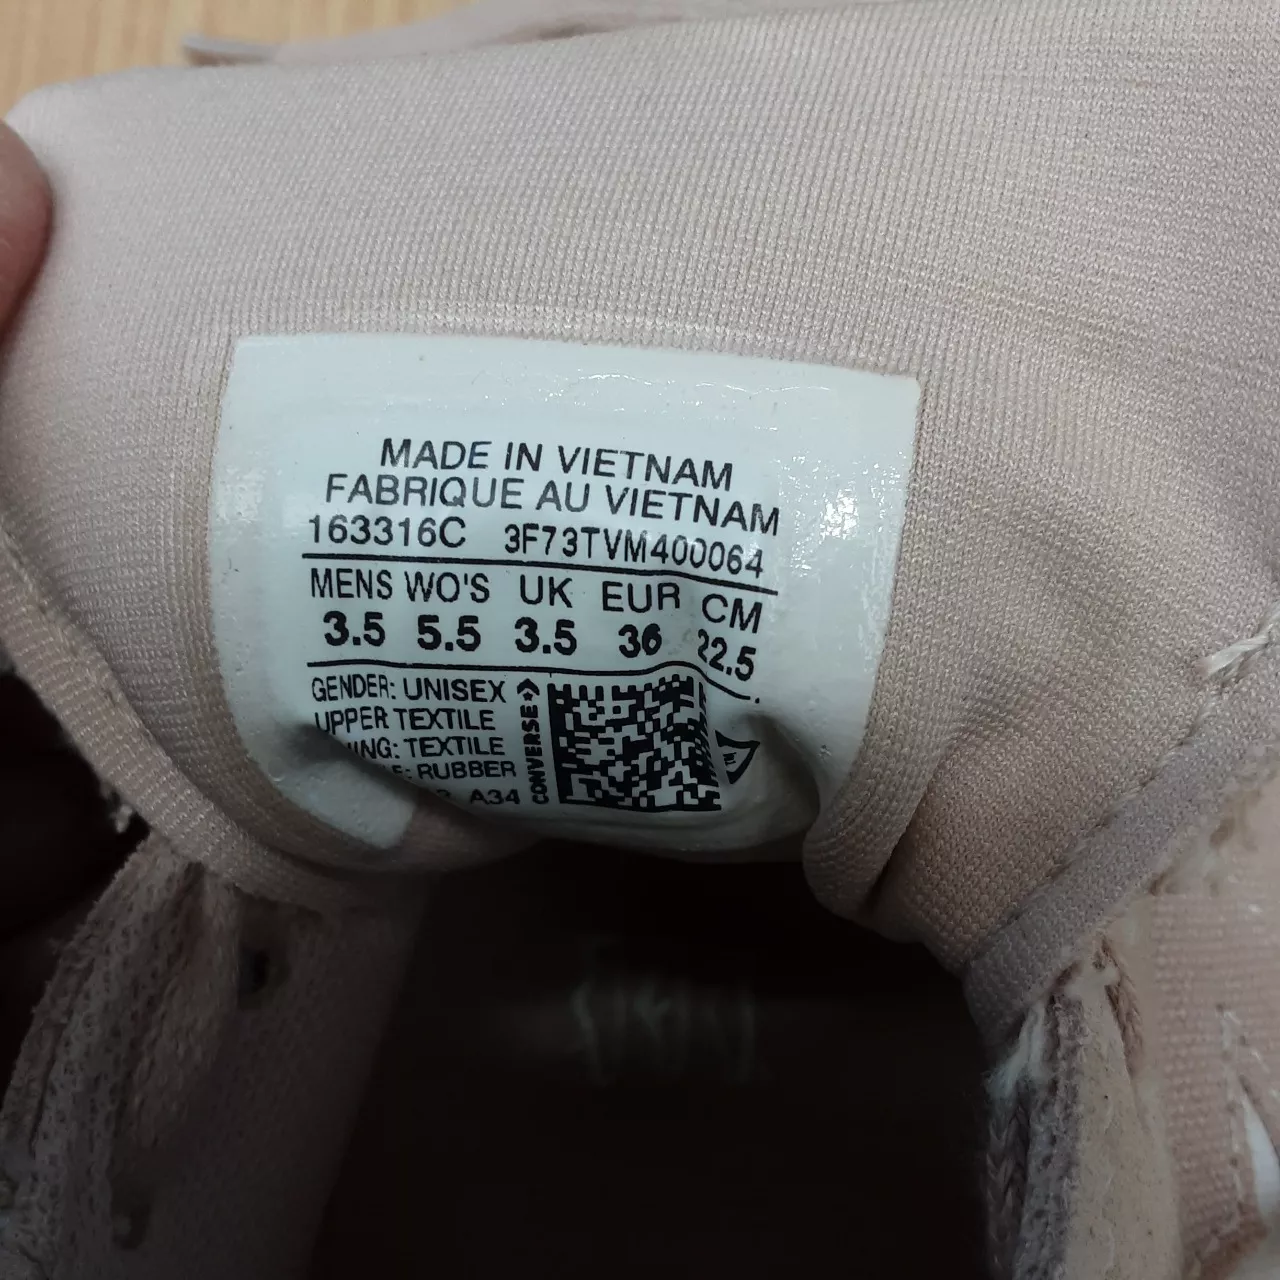 MADE IN VIETNAM
FABRIQUE AU VIETNAM
163316C 3F73TVM400064
MENS WO'S UK EUR CM
3.5 5.5 3.5 36 22.5
GENDER: UNISEX
UPPER TEXTILE
TEXTILE
RUBBER
A34
CONVERSE